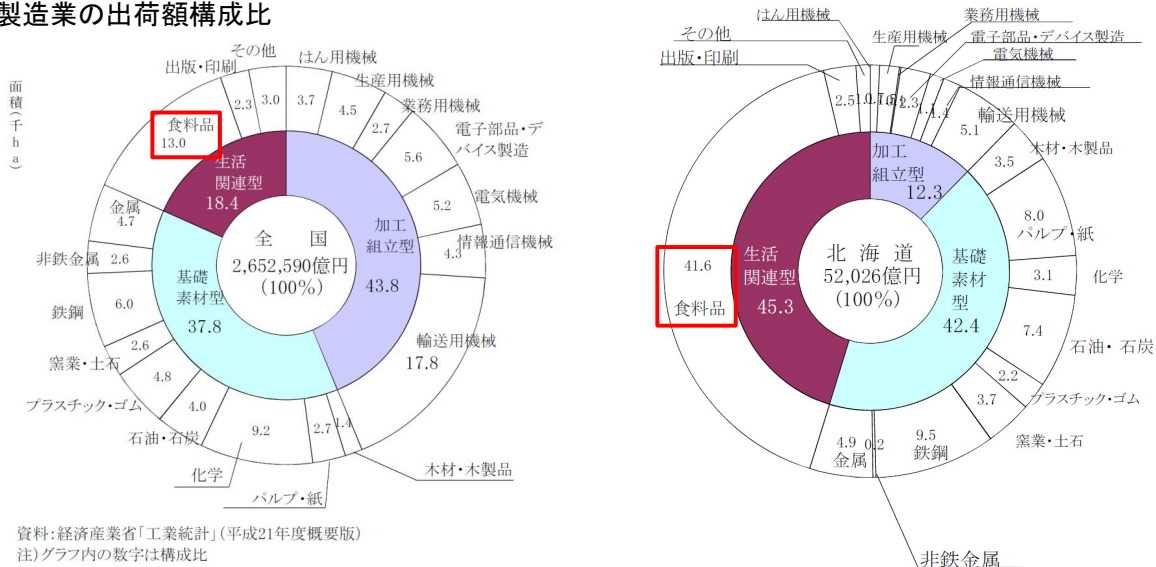 製造業の出荷額構成比
面積(千ha)
その他
はん用機械
出版・印刷
生産用機械
業務用機械
2.3
3.0
3.7
4.5
2.7
電子部品・デ
バイス製造
食料品
13.0
5.6
生活
関連型
18.4
電気機械
5.2
金属
4.7
全国
2,652,590億円
(100%)
加工
組立型
43.8
情報通信機械
4.3
非鉄金属
2.6
基礎
素材型
37.8
鉄鋼
6.0
輸送用機械
17.8
2.6
窯業・土石
4.8
プラスチック・ゴム
4.0
石油・石炭
9.2
2.7
1.4
化学
木材・木製品
パルプ・紙
資料:経済産業省「工業統計」(平成21年度概要版)
注)グラフ内の数字は構成比
はん用機械
業務用機械
その他
生産用機械
電子部品・デバイス製造
出版・印刷
電気機械
情報通信機械
2.5
2.3
1.4
5.1
輸送用機械
加工
組立型
12.3
3.5
木材・木製品
8.0
パルプ・紙
41.6
食料品
生活
関連型
45.3
北海道
52,026億円
(100%)
基礎
素材
型
42.4
3.1
化学
7.4
石油・石炭
2.2
プラスチック・ゴム
3.7
窯業・土石
4.9
金属
0.2
9.5
鉄鋼
非鉄金属